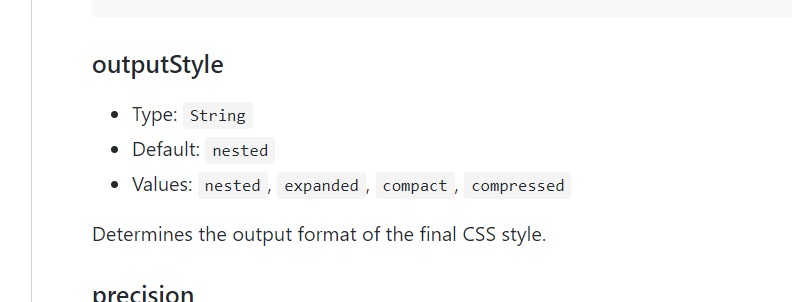 outputStyle
Type: String
Default: nested
Values: nested, expanded, compact, compressed
Determines the output format of the final CSS style.
precision